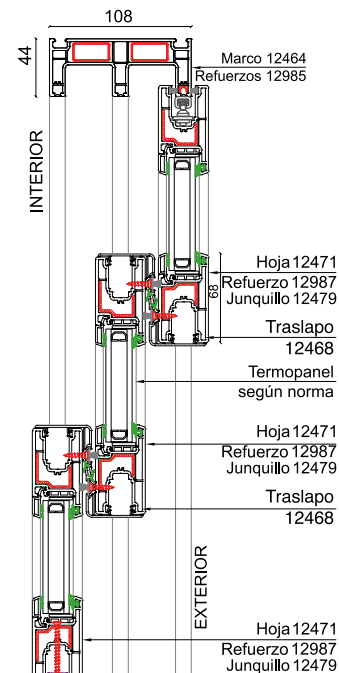 108
44
Marco 12464
Refuerzos 12985
INTERIOR
Hoja 12471
Refuerzo 12987
Junquillo 12479
68
Traslapo
12468
Termopanel
según norma
Hoja 12471
Refuerzo 12987
Junquillo 12479
Traslapo
12468
EXTERIOR
Hoja 12471
Refuerzo 12987
Junquillo 12479